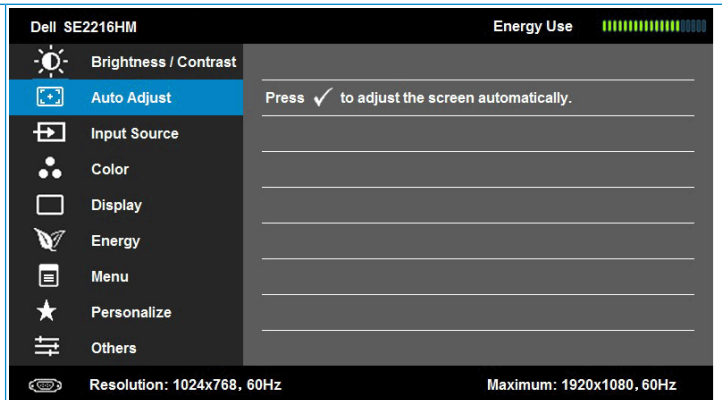 Dell SE2216HM Energy Use
Brightness / Contrast
Auto Adjust Press ✓ to adjust the screen automatically.
Input Source
Color
Display
Energy
Menu
Personalize
Others
Resolution: 1024x768, 60Hz Maximum: 1920x1080, 60Hz